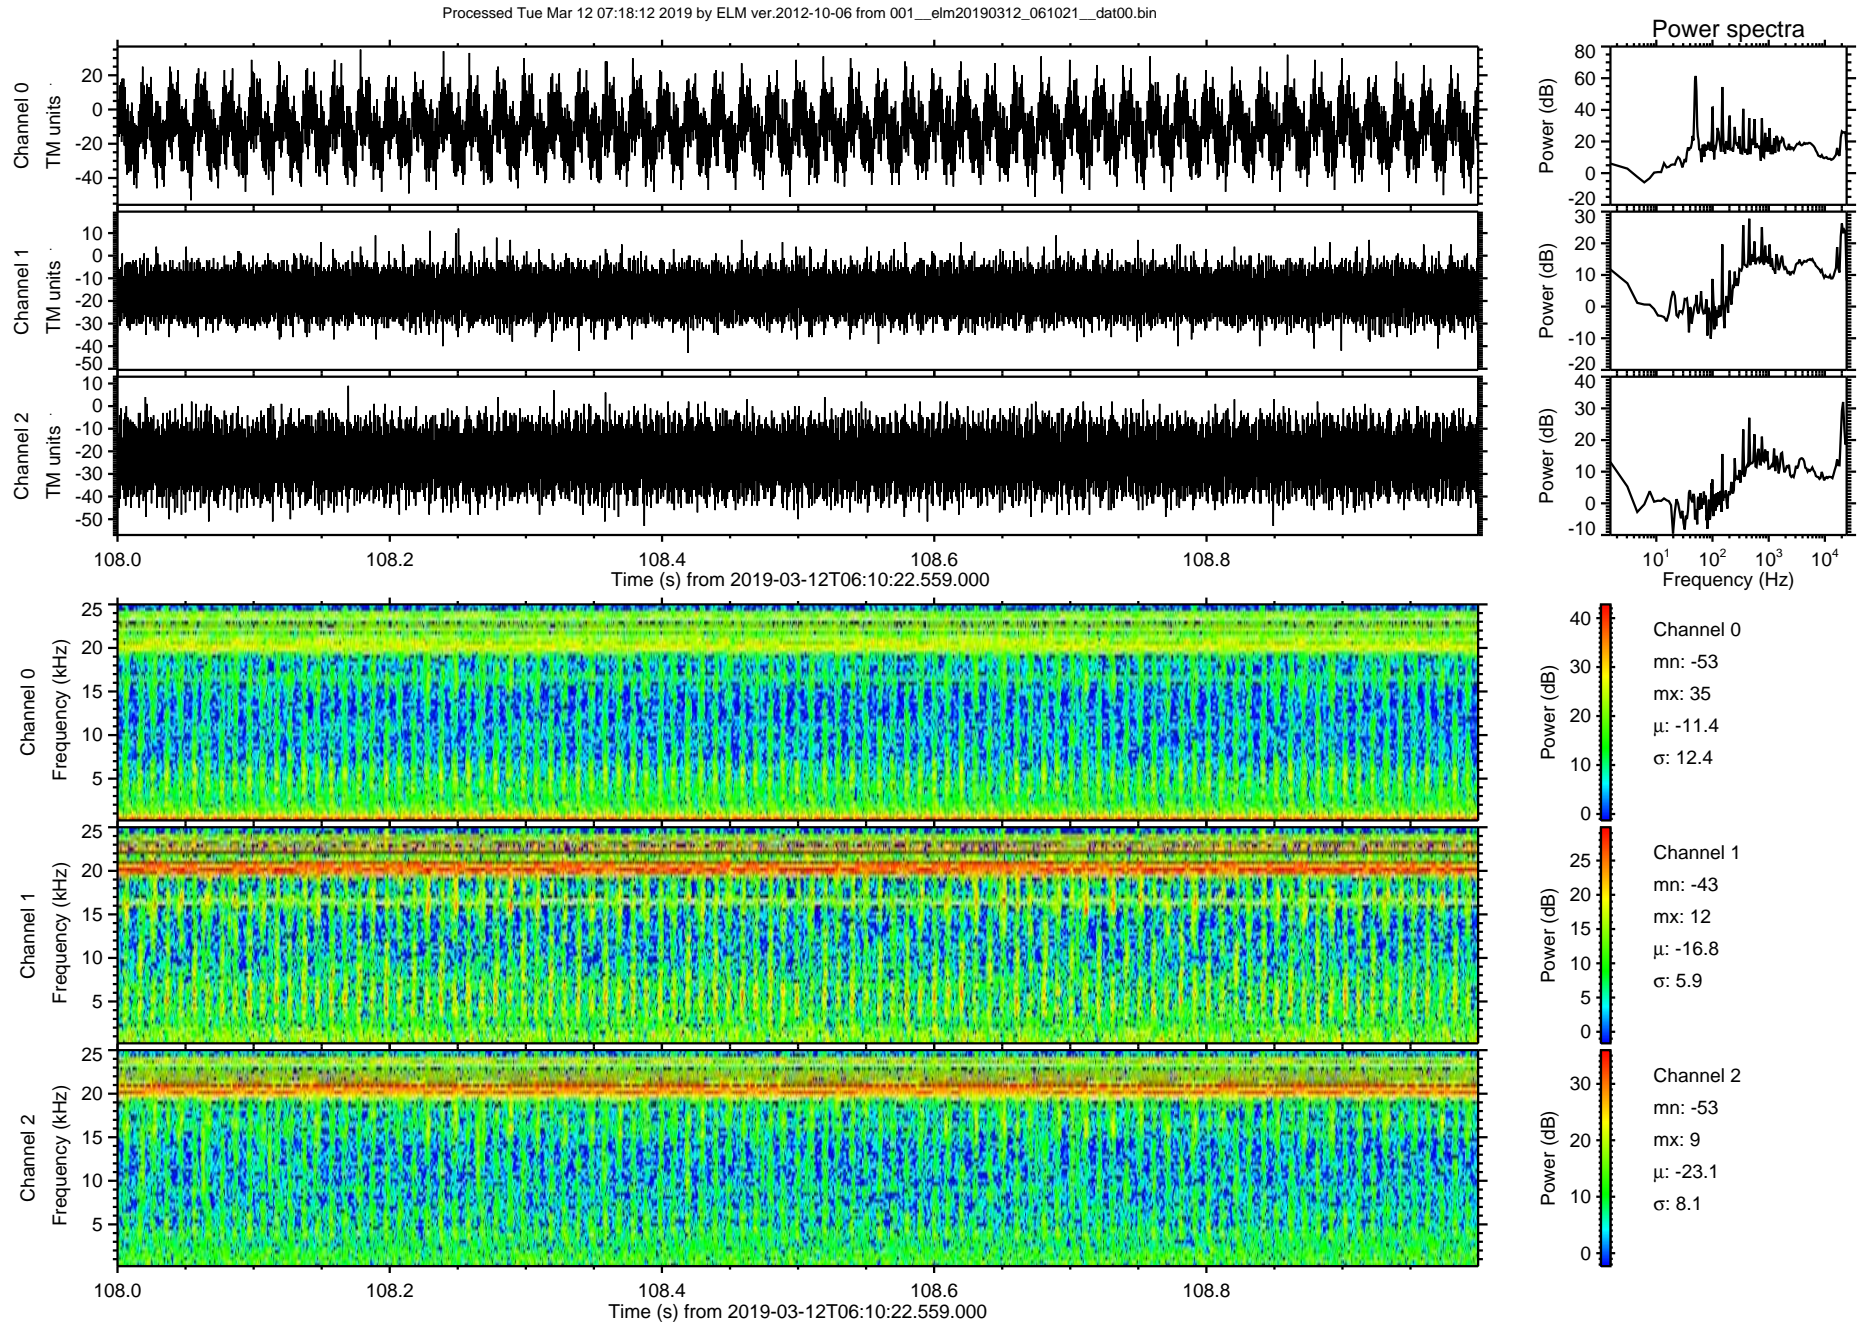 Processed Tue Mar 12 07:18:12 2019 by ELM ver.2012-10-06 from 001__elm20190312_061021__dat00.bin
Power spectra
Channel 0
TM units
20
0
-20
-40
Power (dB)
80
60
40
20
0
-20
Channel 1
TM units
10
0
-10
-20
-30
-40
-50
Power (dB)
30
20
10
0
-10
-20
Channel 2
TM units
10
0
-10
-20
-30
-40
-50
Power (dB)
40
30
20
10
0
-10
108.0 108.2 108.4 108.6 108.8
Time (s) from 2019-03-12T06:10:22.559.000
10¹ 10² 10³ 10⁴
Frequency (Hz)
Channel 0
Frequency (kHz)
25
20
15
10
5
Power (dB)
40
30
20
10
0
Channel 0
mn: -53
mx: 35
μ: -11.4
σ: 12.4
Channel 1
Frequency (kHz)
25
20
15
10
5
Power (dB)
25
20
15
10
5
0
Channel 1
mn: -43
mx: 12
μ: -16.8
σ: 5.9
Channel 2
Frequency (kHz)
25
20
15
10
5
Power (dB)
30
20
10
0
Channel 2
mn: -53
mx: 9
μ: -23.1
σ: 8.1
108.0 108.2 108.4 108.6 108.8
Time (s) from 2019-03-12T06:10:22.559.000